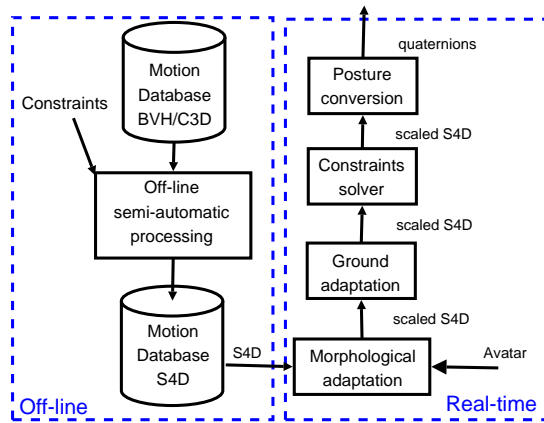 Motion
Database
BVH/C3D
Constraints
Off-line
semi-automatic
processing
Motion
Database
S4D
S4D
Off-line
quaternions
Posture
conversion
scaled S4D
Constraints
solver
scaled S4D
Ground
adaptation
scaled S4D
Morphological
adaptation
Avatar
Real-time